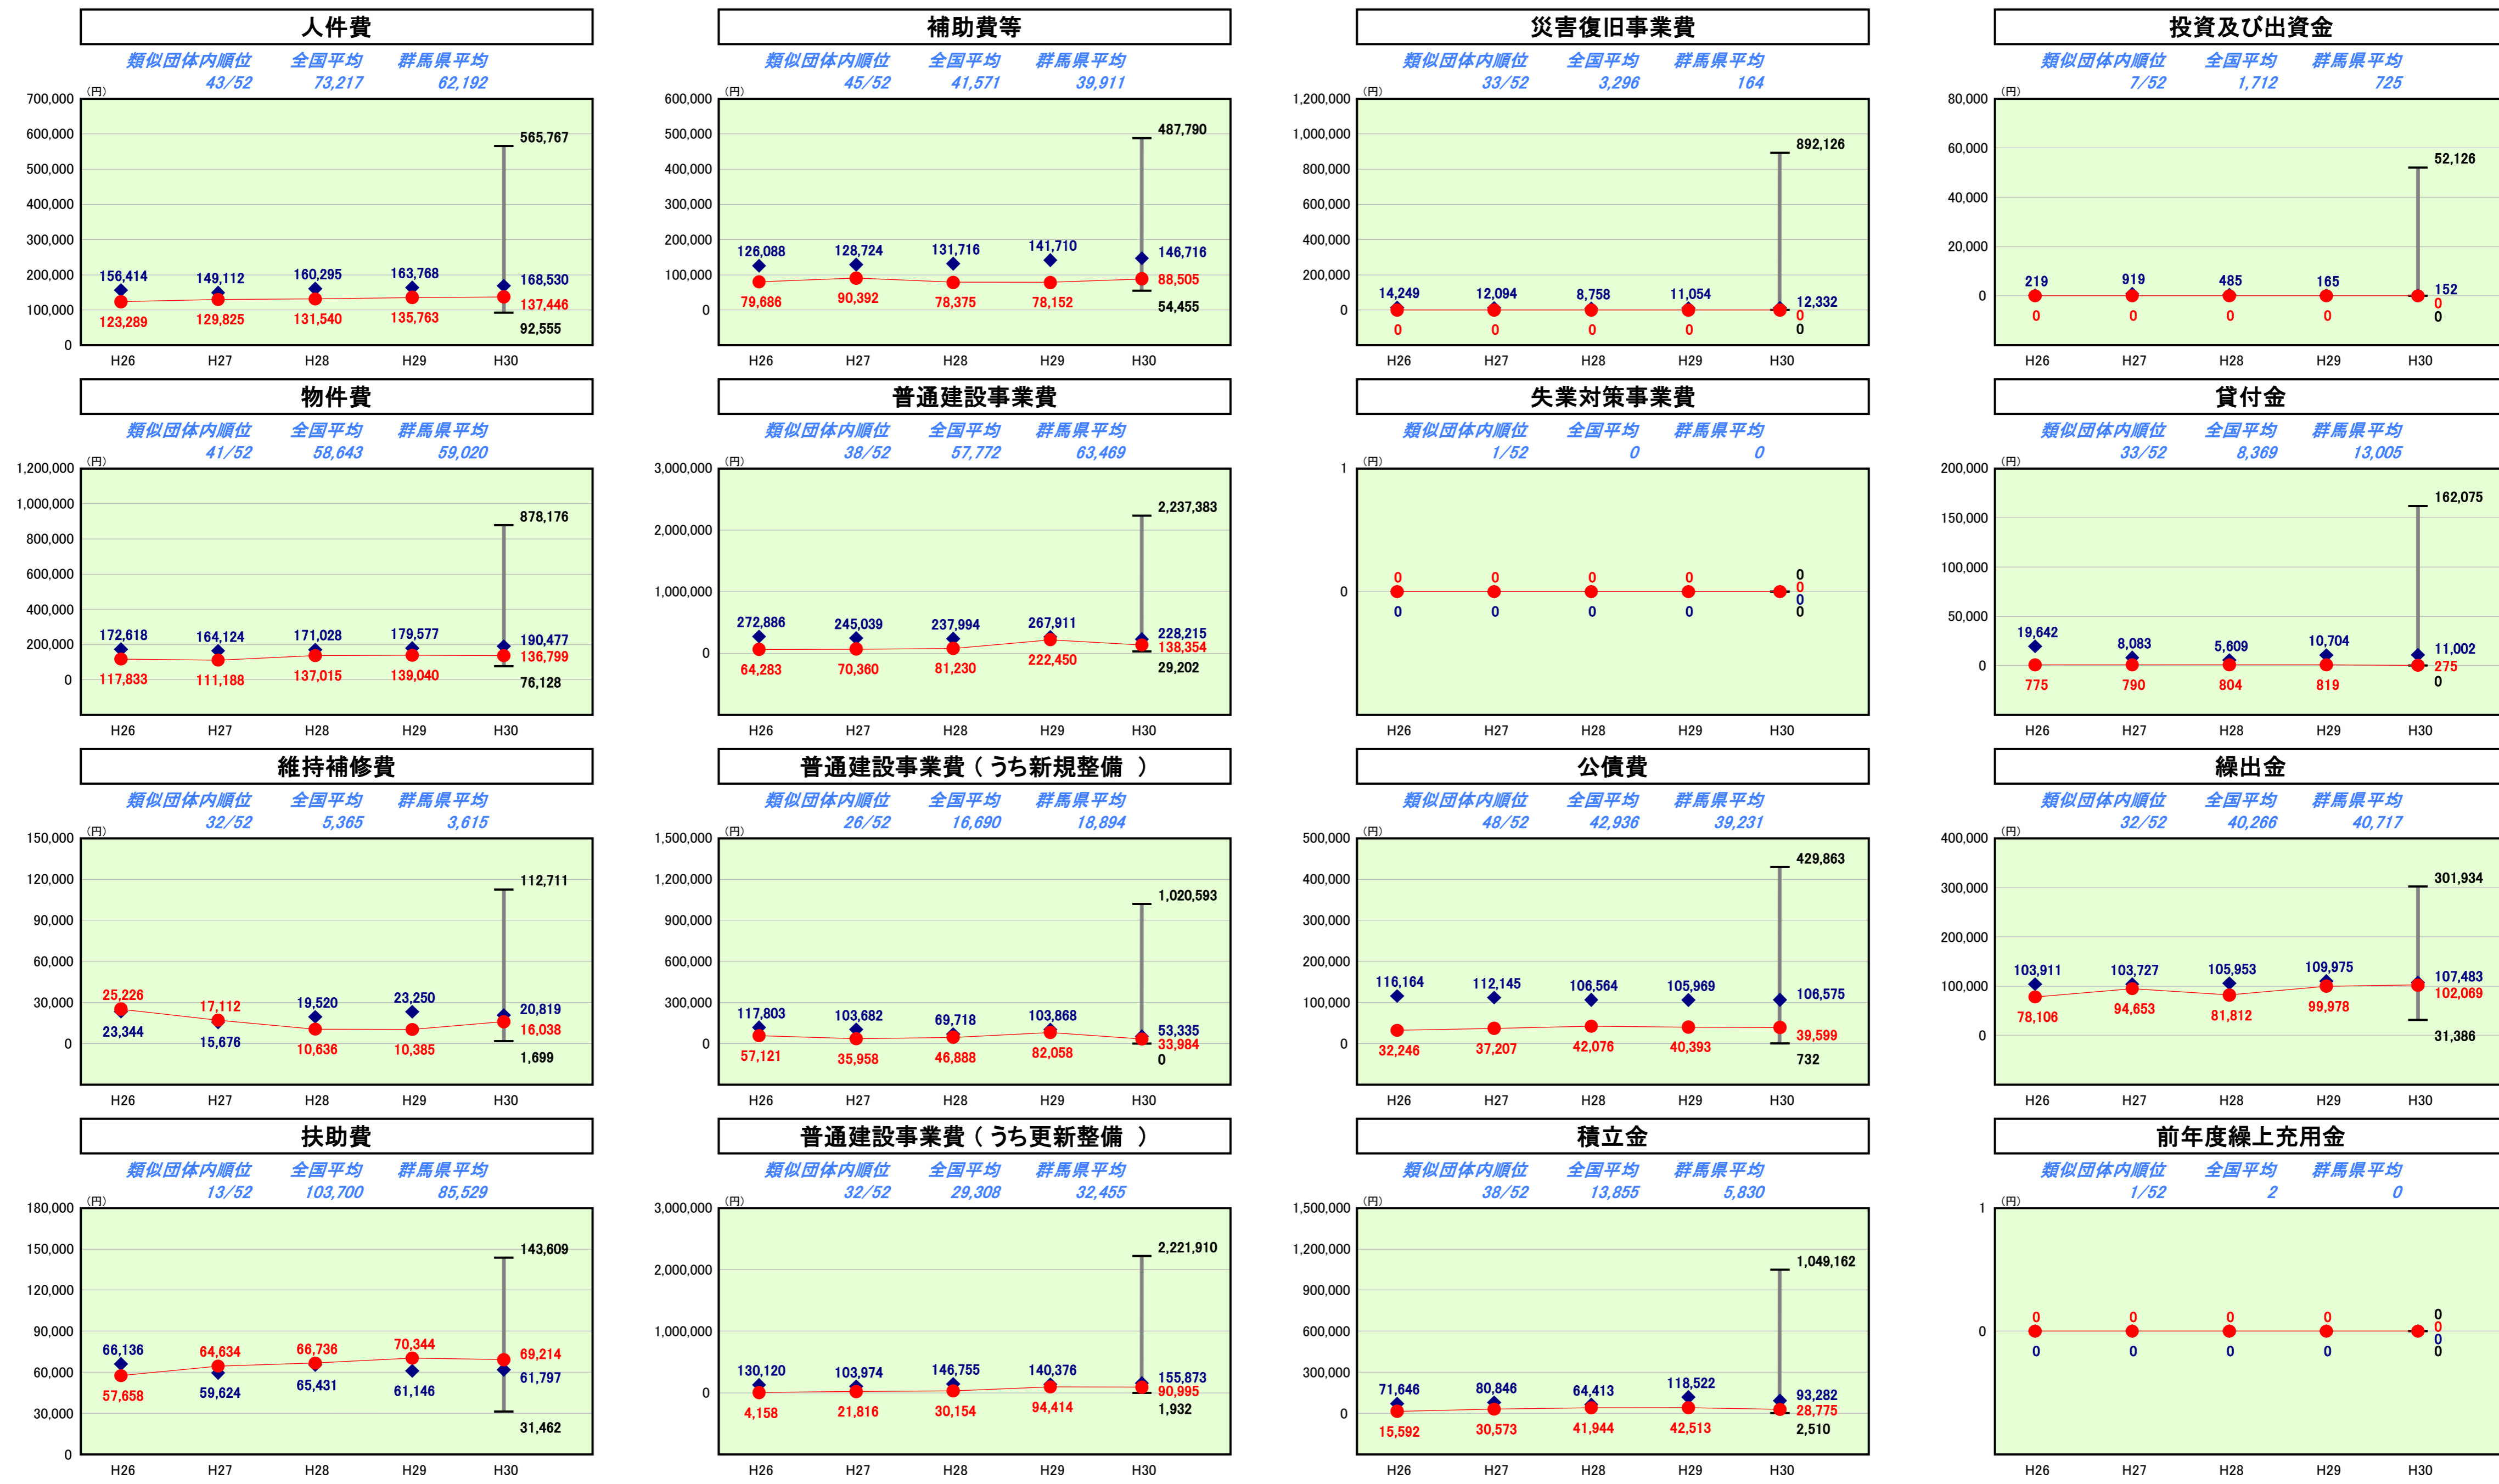 人件費
類似団体内順位 全国平均 群馬県平均
43/52 73,217 62,192
(円)
700,000
600,000
500,000
400,000
300,000
200,000
100,000
0
565,767
156,414 149,112 160,295 163,768 168,530
123,289 129,825 131,540 135,763 137,446
92,555
H26 H27 H28 H29 H30
補助費等
類似団体内順位 全国平均 群馬県平均
45/52 41,571 39,911
(円)
600,000
500,000
400,000
300,000
200,000
100,000
0
487,790
126,088 128,724 131,716 141,710 146,716
79,686 90,392 78,375 78,152 88,505
54,455
H26 H27 H28 H29 H30
災害復旧事業費
類似団体内順位 全国平均 群馬県平均
33/52 3,296 164
(円)
1,200,000
1,000,000
800,000
600,000
400,000
200,000
0
892,126
14,249 12,094 8,758 11,054 12,332
0 0 0 0 0
0
H26 H27 H28 H29 H30
投資及び出資金
類似団体内順位 全国平均 群馬県平均
7/52 1,712 725
(円)
80,000
60,000
40,000
20,000
0
52,126
219 919 485 165 152
0 0 0 0 0
0
H26 H27 H28 H29 H30
物件費
類似団体内順位 全国平均 群馬県平均
41/52 58,643 59,020
(円)
1,200,000
1,000,000
800,000
600,000
400,000
200,000
0
878,176
172,618 164,124 171,028 179,577 190,477
117,833 111,188 137,015 139,040 136,799
76,128
H26 H27 H28 H29 H30
普通建設事業費
類似団体内順位 全国平均 群馬県平均
38/52 57,772 63,469
(円)
3,000,000
2,000,000
1,000,000
0
2,237,383
272,886 245,039 237,994 267,911 228,215
64,283 70,360 81,230 222,450 138,354
29,202
H26 H27 H28 H29 H30
失業対策事業費
類似団体内順位 全国平均 群馬県平均
1/52 0 0
(円)
1
0
0
0 0 0 0 0
0 0 0 0 0
0
H26 H27 H28 H29 H30
貸付金
類似団体内順位 全国平均 群馬県平均
33/52 8,369 13,005
(円)
200,000
150,000
100,000
50,000
0
162,075
19,642 8,083 5,609 10,704 11,002
775 790 804 819 275
0
H26 H27 H28 H29 H30
維持補修費
類似団体内順位 全国平均 群馬県平均
32/52 5,365 3,615
(円)
150,000
120,000
90,000
60,000
30,000
0
112,711
25,226 17,112 19,520 23,250 20,819
23,344 15,676 10,636 10,385 16,038
1,699
H26 H27 H28 H29 H30
普通建設事業費（うち新規整備 ）
類似団体内順位 全国平均 群馬県平均
26/52 16,690 18,894
(円)
1,500,000
1,200,000
900,000
600,000
300,000
0
1,020,593
117,803 103,682 69,718 103,868 53,335
57,121 35,958 46,888 82,058 33,984
0
H26 H27 H28 H29 H30
公債費
類似団体内順位 全国平均 群馬県平均
48/52 42,936 39,231
(円)
500,000
400,000
300,000
200,000
100,000
0
429,863
116,164 112,145 106,564 105,969 106,575
32,246 37,207 42,076 40,393 39,599
732
H26 H27 H28 H29 H30
繰出金
類似団体内順位 全国平均 群馬県平均
32/52 40,266 40,717
(円)
400,000
300,000
200,000
100,000
0
301,934
103,911 103,727 105,953 109,975 107,483
78,106 94,653 81,812 99,978 102,069
31,386
H26 H27 H28 H29 H30
扶助費
類似団体内順位 全国平均 群馬県平均
13/52 103,700 85,529
(円)
180,000
150,000
120,000
90,000
60,000
30,000
0
143,609
66,136 64,634 66,736 70,344 69,214
57,658 59,624 65,431 61,146 61,797
31,462
H26 H27 H28 H29 H30
普通建設事業費（うち更新整備 ）
類似団体内順位 全国平均 群馬県平均
32/52 29,308 32,455
(円)
3,000,000
2,000,000
1,000,000
0
2,221,910
130,120 103,974 146,755 140,376 155,873
4,158 21,816 30,154 94,414 90,995
1,932
H26 H27 H28 H29 H30
積立金
類似団体内順位 全国平均 群馬県平均
38/52 13,855 5,830
(円)
1,500,000
1,200,000
900,000
600,000
300,000
0
1,049,162
71,646 80,846 64,413 118,522 93,282
15,592 30,573 41,944 42,513 28,775
2,510
H26 H27 H28 H29 H30
前年度繰上充用金
類似団体内順位 全国平均 群馬県平均
1/52 2 0
(円)
1
0
0
0 0 0 0 0
0 0 0 0 0
0
H26 H27 H28 H29 H30